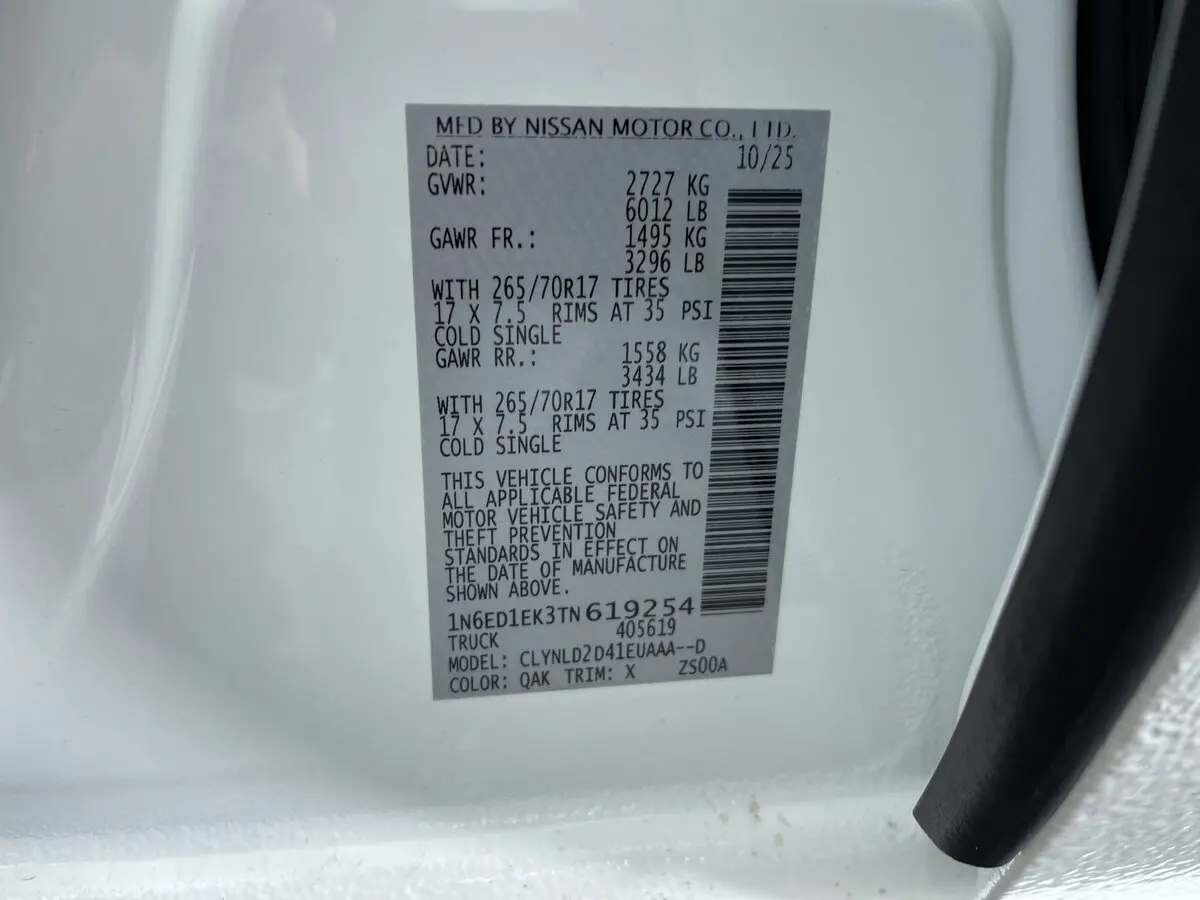 MFD BY NISSAN MOTOR CO., LTD.
DATE: 10/25
GVWR: 2727 KG
6012 LB
GAWR FR.: 1495 KG
3296 LB
WITH 265/70R17 TIRES
17 X 7.5 RIMS AT 35 PSI
COLD SINGLE
GAWR RR.: 1558 KG
3434 LB
WITH 265/70R17 TIRES
17 X 7.5 RIMS AT 35 PSI
COLD SINGLE
THIS VEHICLE CONFORMS TO
ALL APPLICABLE FEDERAL
MOTOR VEHICLE SAFETY AND
THEFT PREVENTION
STANDARDS IN EFFECT ON
THE DATE OF MANUFACTURE
SHOWN ABOVE.
1N6ED1EK3TN619254
TRUCK 405619
MODEL: CLYNLD2D41EUAAA--D
COLOR: QAK TRIM: X ZS00A